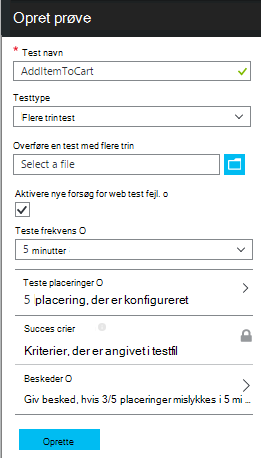 Opret prøve
* Test navn
AddItemToCart
Testtype
Flere trin test
Overføre en test med flere trin
Select a file
Aktivere nye forsøg for web test fejl. o
Teste frekvens O
5 minutter
Teste placeringer O
5 placering, der er konfigureret
Succes crier
Kriterier, der er angivet i testfil
Beskeder O
Giv besked, hvis 3/5 placeringer mislykkes i 5 mi ...
Oprette